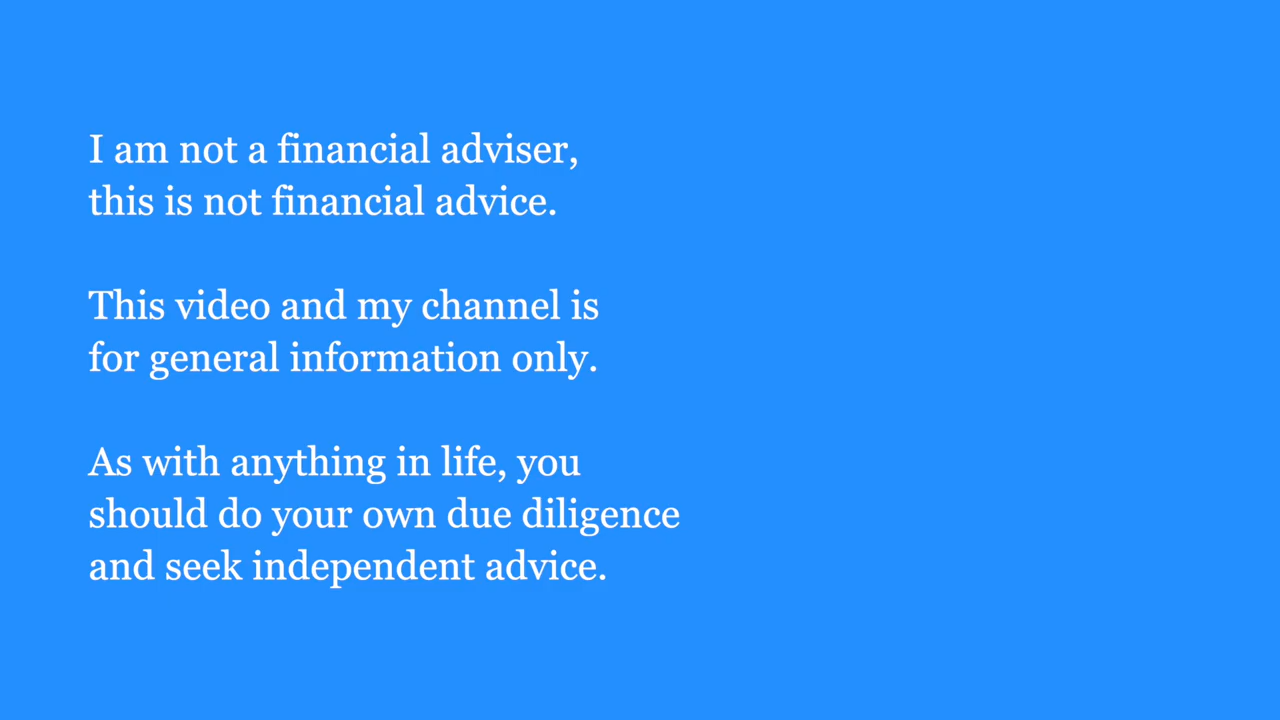 I am not a financial adviser,
this is not financial advice.
This video and my channel is
for general information only.
As with anything in life, you
should do your own due diligence
and seek independent advice.